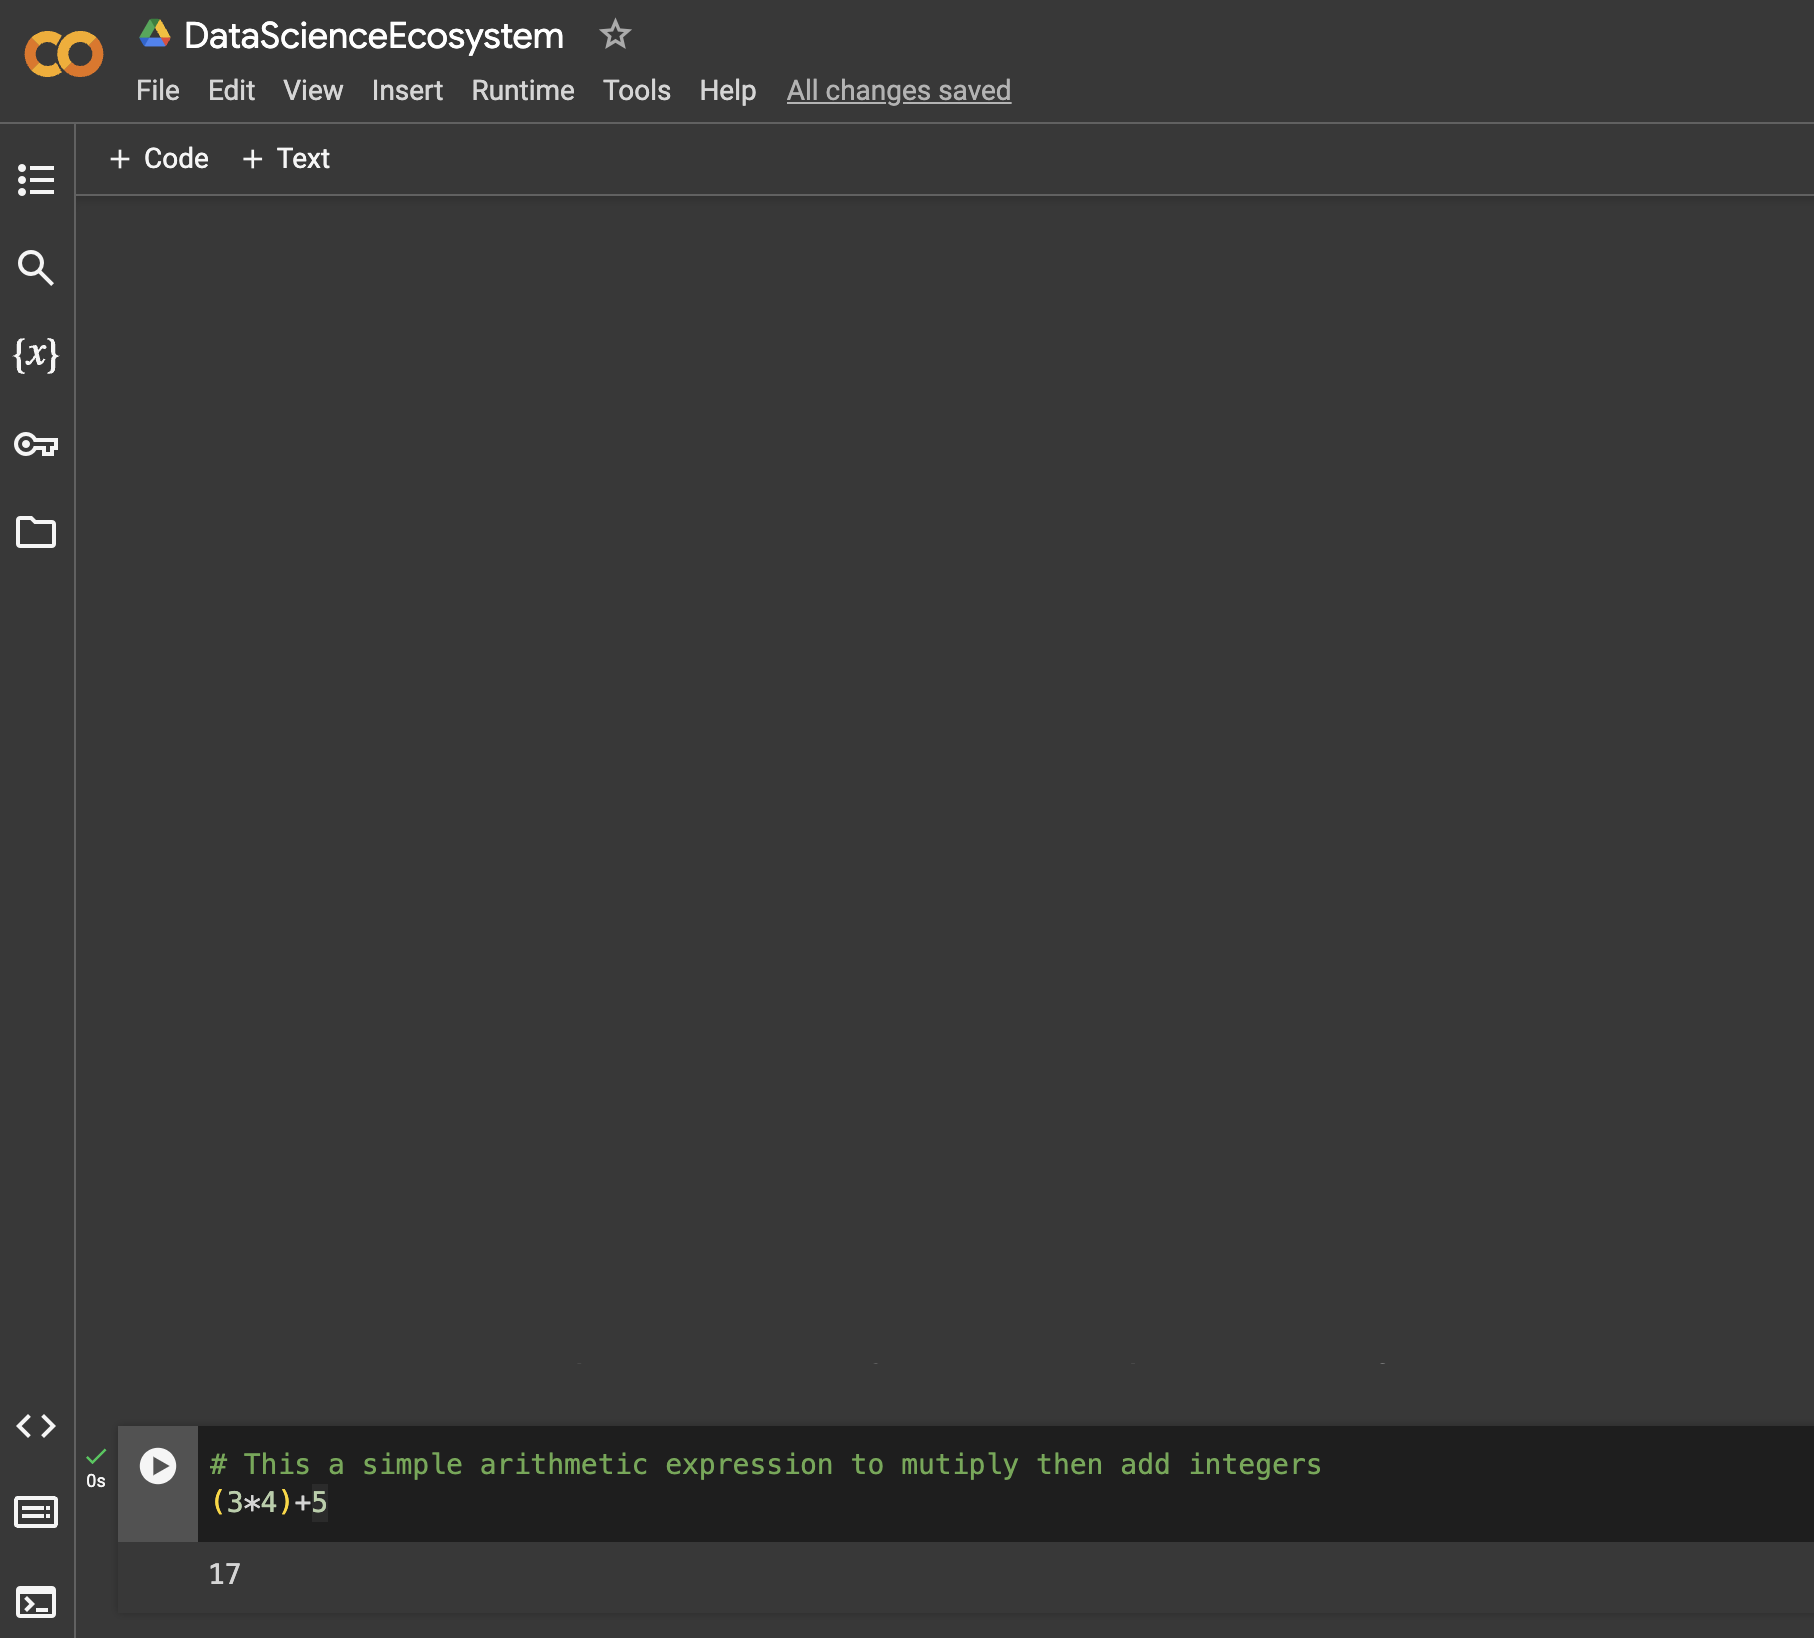 DataScienceEcosystem
File Edit View Insert Runtime Tools Help All changes saved
+ Code + Text
{x}
0s
# This a simple arithmetic expression to mutiply then add integers
(3*4)+5
17